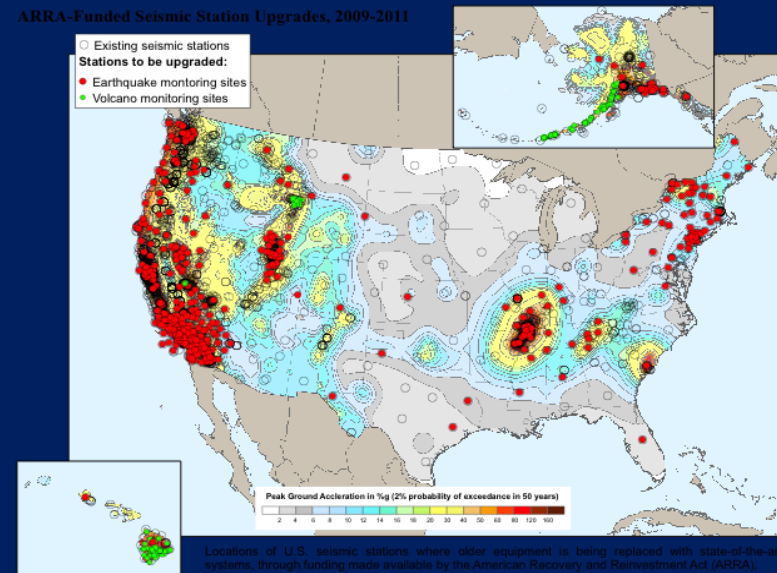 ARRA-Funded Seismic Station Upgrades, 2009-2011
Existing seismic stations
Stations to be upgraded:
Earthquake montoring sites
Volcano monitoring sites
Peak Ground Accleration in %g (2% probability of exceedance in 50 years)
2 4 6 8 10 12 14 16 18 20 30 40 50 60 80 120 160
Locations of U.S. seismic stations where older equipment is being replaced with state-of-the-a
systems, through funding made available by the American Recovery and Reinvestment Act (ARRA).